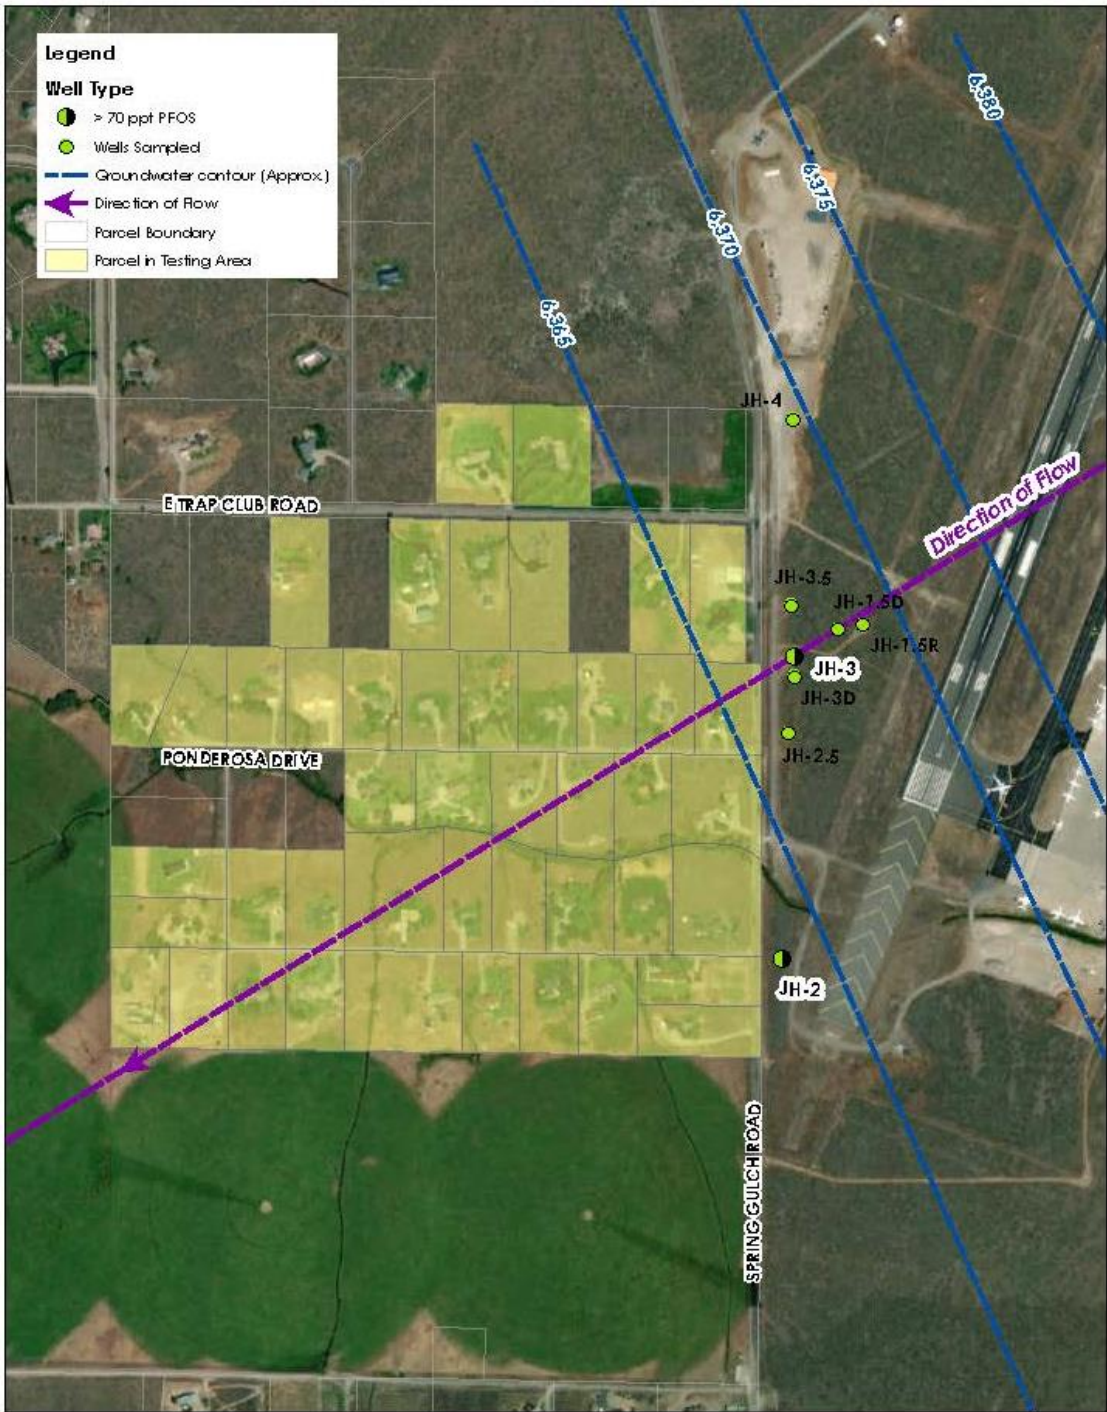 Legend
Well Type
> 70 ppt PFOS
Wells Sampled
Groundwater contour (Approx.)
Direction of Flow
Parcel Boundary
Parcel in Testing Area
6,380
6,375
6,370
6,365
JH-4
Direction of Flow
E TRAP CLUB ROAD
JH-3.5
JH-1.5D
JH-1.5R
JH-3
JH-3D
JH-2.5
PONDEROSA DRIVE
JH-2
SPRING GULCH ROAD